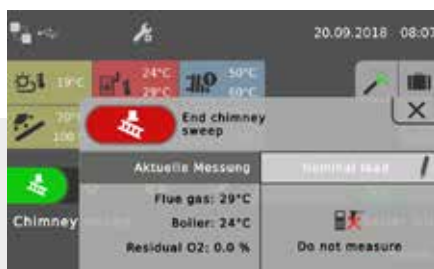 20.09.2018 08:07
19°C
24°C
29°C
50°C
60°C
70°
100
End chimney
sweep
Aktuelle Messung
Nominal load
Flue gas: 29°C
Boiler: 24°C
Residual O2: 0.0 %
Do not measure
Chimney